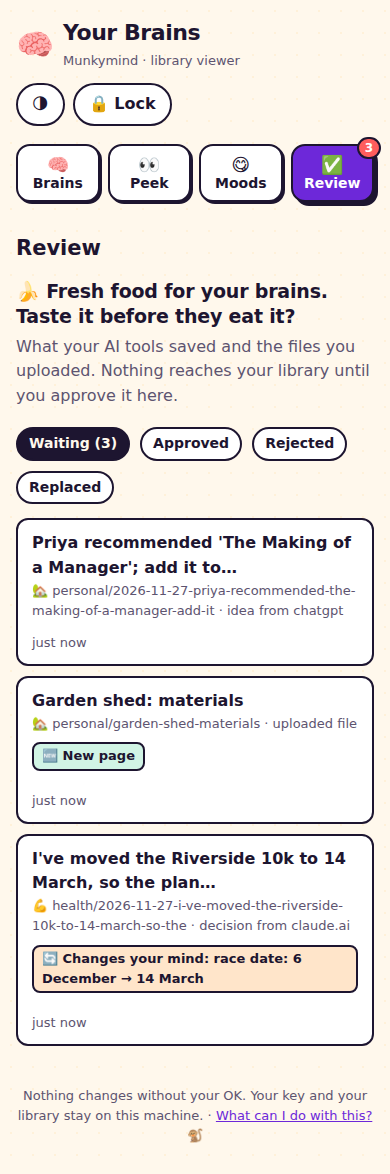 🧠 Your Brains
Munkymind · library viewer
🔒 Lock
🧠 Brains
👀 Peek
😋 Moods
✅ Review
3
Review
🍌 Fresh food for your brains.
Taste it before they eat it?
What your AI tools saved and the files you
uploaded. Nothing reaches your library until
you approve it here.
Waiting (3)
Approved
Rejected
Replaced
Priya recommended 'The Making of
a Manager'; add it to…
🏡 personal/2026-11-27-priya-recommended-the-
making-of-a-manager-add-it · idea from chatgpt
just now
Garden shed: materials
🏡 personal/garden-shed-materials · uploaded file
🆕 New page
just now
I've moved the Riverside 10k to 14
March, so the plan…
💪 health/2026-11-27-i-ve-moved-the-riverside-
10k-to-14-march-so-the · decision from claude.ai
🔄 Changes your mind: race date: 6
December → 14 March
just now
Nothing changes without your OK. Your key and your
library stay on this machine. · What can I do with this?
🐒